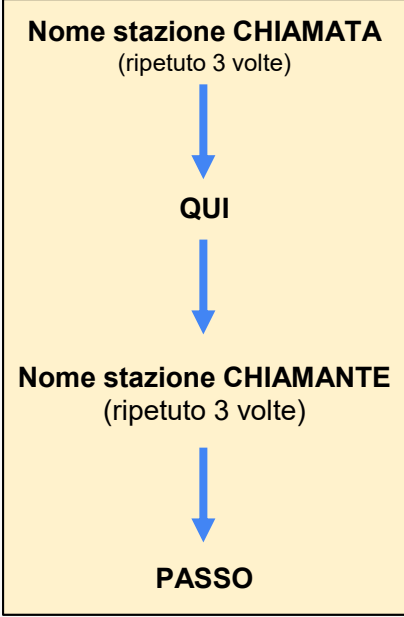 Nome stazione CHIAMATA
(ripetuto 3 volte)
QUI
Nome stazione CHIAMANTE
(ripetuto 3 volte)
PASSO